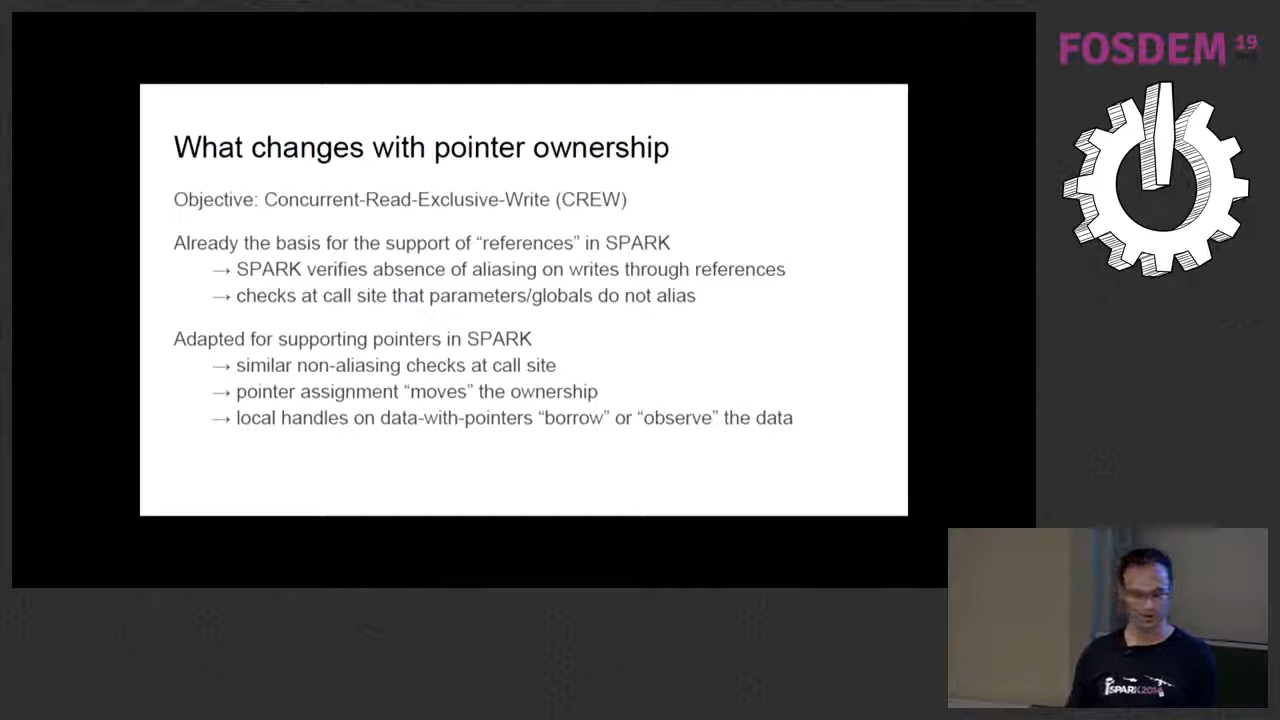 FOSDEM 19
What changes with pointer ownership
Objective: Concurrent-Read-Exclusive-Write (CREW)
Already the basis for the support of “references” in SPARK
→ SPARK verifies absence of aliasing on writes through references
→ checks at call site that parameters/globals do not alias
Adapted for supporting pointers in SPARK
→ similar non-aliasing checks at call site
→ pointer assignment “moves” the ownership
→ local handles on data-with-pointers “borrow” or “observe” the data
SPARK2014